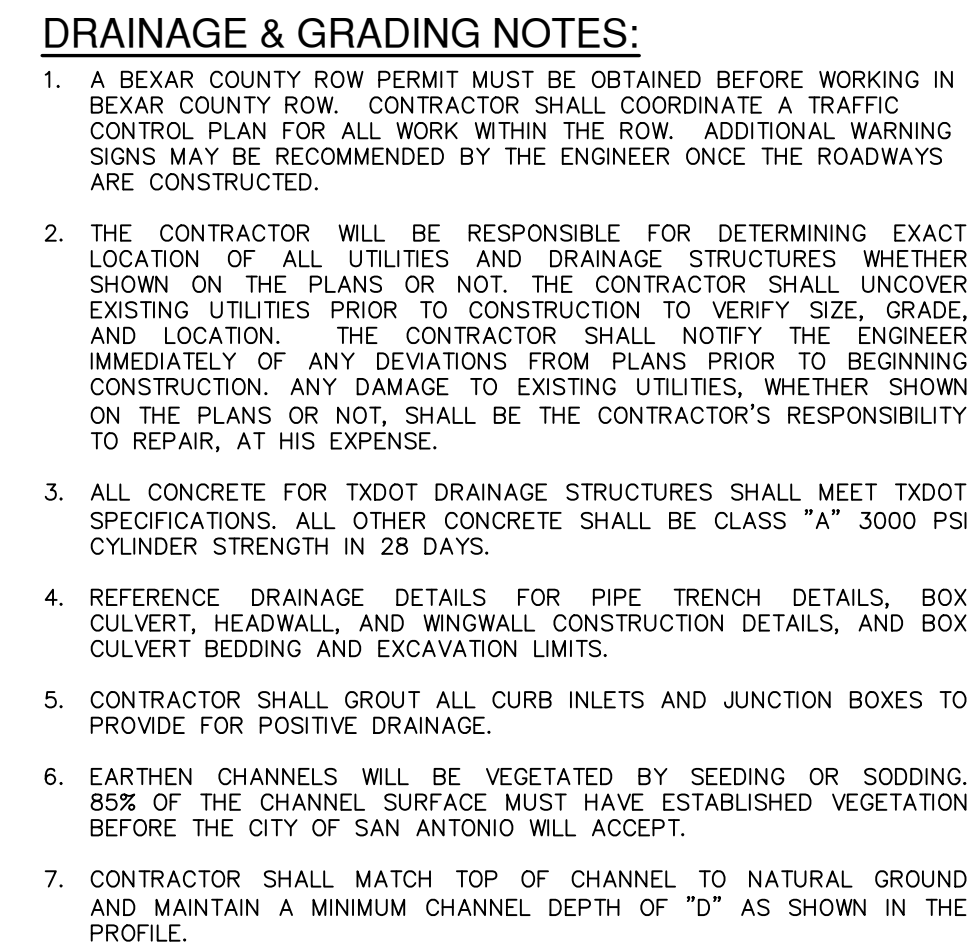 DRAINAGE & GRADING NOTES:
1. A BEXAR COUNTY ROW PERMIT MUST BE OBTAINED BEFORE WORKING IN
BEXAR COUNTY ROW. CONTRACTOR SHALL COORDINATE A TRAFFIC
CONTROL PLAN FOR ALL WORK WITHIN THE ROW. ADDITIONAL WARNING
SIGNS MAY BE RECOMMENDED BY THE ENGINEER ONCE THE ROADWAYS
ARE CONSTRUCTED.
2. THE CONTRACTOR WILL BE RESPONSIBLE FOR DETERMINING EXACT
LOCATION OF ALL UTILITIES AND DRAINAGE STRUCTURES WHETHER
SHOWN ON THE PLANS OR NOT. THE CONTRACTOR SHALL UNCOVER
EXISTING UTILITIES PRIOR TO CONSTRUCTION TO VERIFY SIZE, GRADE,
AND LOCATION. THE CONTRACTOR SHALL NOTIFY THE ENGINEER
IMMEDIATELY OF ANY DEVIATIONS FROM PLANS PRIOR TO BEGINNING
CONSTRUCTION. ANY DAMAGE TO EXISTING UTILITIES, WHETHER SHOWN
ON THE PLANS OR NOT, SHALL BE THE CONTRACTOR'S RESPONSIBILITY
TO REPAIR, AT HIS EXPENSE.
3. ALL CONCRETE FOR TXDOT DRAINAGE STRUCTURES SHALL MEET TXDOT
SPECIFICATIONS. ALL OTHER CONCRETE SHALL BE CLASS "A" 3000 PSI
CYLINDER STRENGTH IN 28 DAYS.
4. REFERENCE DRAINAGE DETAILS FOR PIPE TRENCH DETAILS, BOX
CULVERT, HEADWALL, AND WINGWALL CONSTRUCTION DETAILS, AND BOX
CULVERT BEDDING AND EXCAVATION LIMITS.
5. CONTRACTOR SHALL GROUT ALL CURB INLETS AND JUNCTION BOXES TO
PROVIDE FOR POSITIVE DRAINAGE.
6. EARTHEN CHANNELS WILL BE VEGETATED BY SEEDING OR SODDING.
85% OF THE CHANNEL SURFACE MUST HAVE ESTABLISHED VEGETATION
BEFORE THE CITY OF SAN ANTONIO WILL ACCEPT.
7. CONTRACTOR SHALL MATCH TOP OF CHANNEL TO NATURAL GROUND
AND MAINTAIN A MINIMUM CHANNEL DEPTH OF "D" AS SHOWN IN THE
PROFILE.